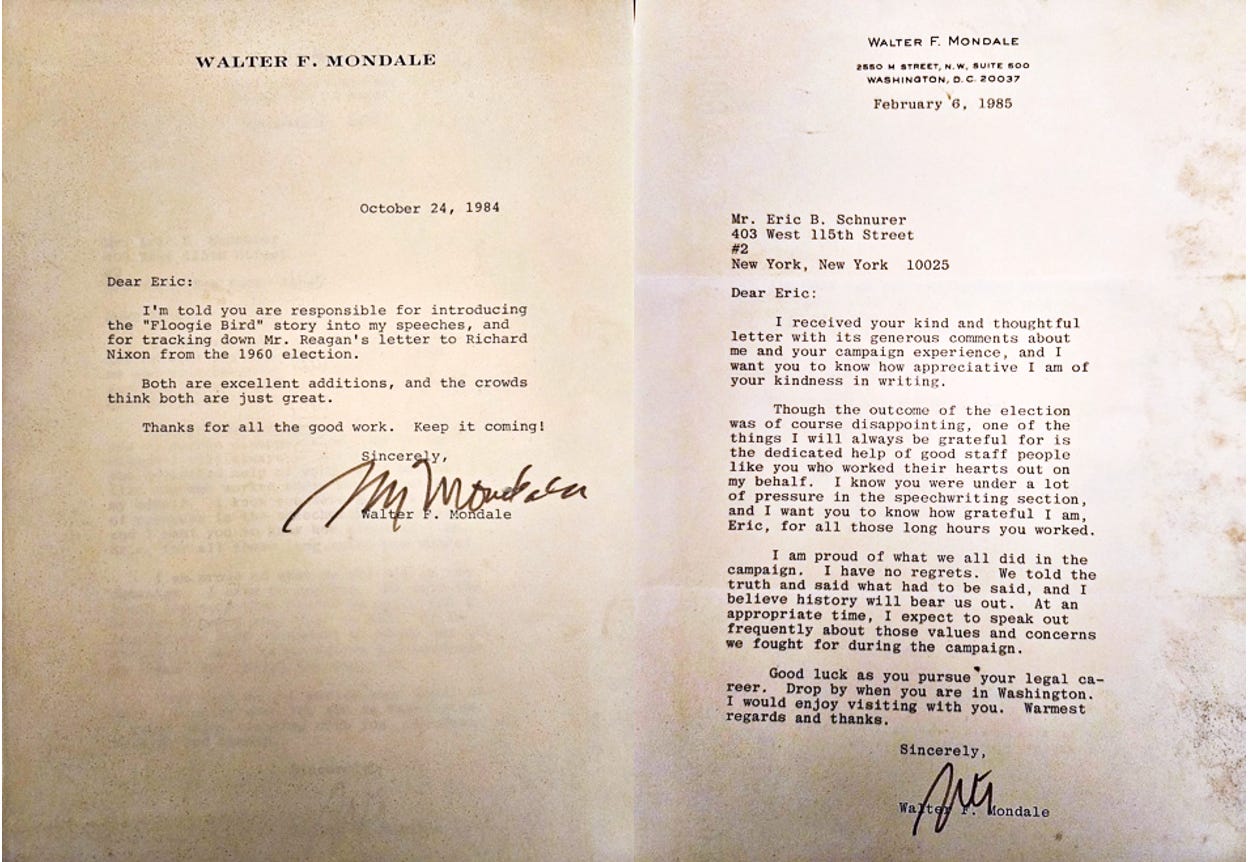 WALTER F. MONDALE
October 24, 1984
Dear Eric:
I'm told you are responsible for introducing
the "Floogie Bird" story into my speeches, and
for tracking down Mr. Reagan's letter to Richard
Nixon from the 1960 election.
Both are excellent additions, and the crowds
think both are just great.
Thanks for all the good work. Keep it coming!
Sincerely,
Walter F. Mondale
WALTER F. MONDALE
2550 M STREET, N.W. SUITE 500
WASHINGTON, D.C. 20037
February 6, 1985
Mr. Eric B. Schnurer
403 West 115th Street
#2
New York, New York 10025
Dear Eric:
I received your kind and thoughtful
letter with its generous comments about
me and your campaign experience, and I
want you to know how appreciative I am of
your kindness in writing.
Though the outcome of the election
was of course disappointing, one of the
things I will always be grateful for is
the dedicated help of good staff people
like you who worked their hearts out on
my behalf. I know you were under a lot
of pressure in the speechwriting section,
and I want you to know how grateful I am,
Eric, for all those long hours you worked.
I am proud of what we all did in the
campaign. I have no regrets. We told the
truth and said what had to be said, and I
believe history will bear us out. At an
appropriate time, I expect to speak out
frequently about those values and concerns
we fought for during the campaign.
Good luck as you pursue your legal ca-
reer. Drop by when you are in Washington.
I would enjoy visiting with you. Warmest
regards and thanks.
Sincerely,
Walter F. Mondale